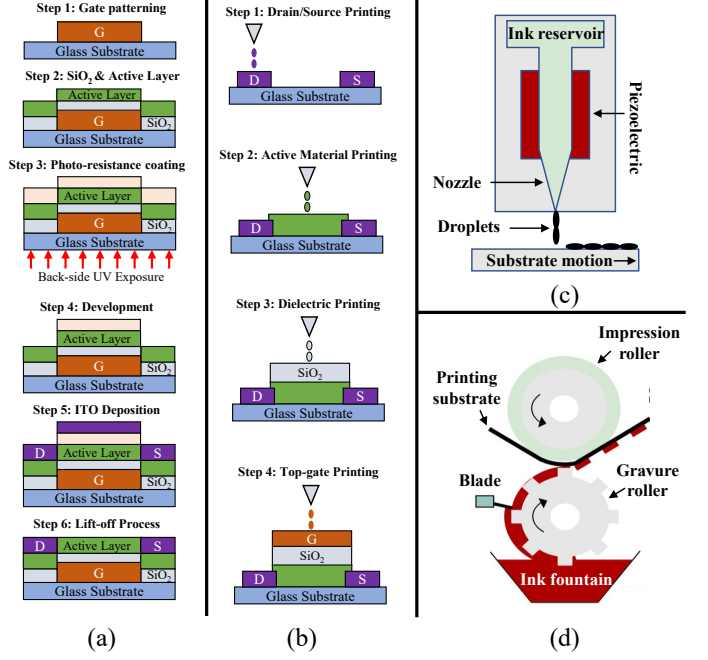 Step 1: Gate patterning
G
Glass Substrate
Step 2: SiO2 & Active Layer
Active Layer
G
SiO2
Glass Substrate
Step 3: Photo-resistance coating
Active Layer
G
SiO2
Glass Substrate
Back-side UV Exposure
Step 4: Development
Active Layer
G
SiO2
Glass Substrate
Step 5: ITO Deposition
D Active Layer S
G
SiO2
Glass Substrate
Step 6: Lift-off Process
D Active Layer S
G
SiO2
Glass Substrate
(a)
Step 1: Drain/Source Printing
D S
Glass Substrate
Step 2: Active Material Printing
D S
Glass Substrate
Step 3: Dielectric Printing
SiO2
D S
Glass Substrate
Step 4: Top-gate Printing
G
SiO2
D S
Glass Substrate
(b)
Ink reservoir
Piezoelectric
Nozzle
Droplets
Substrate motion
(c)
Impression
roller
Printing
substrate
Gravure
roller
Blade
Ink fountain
(d)